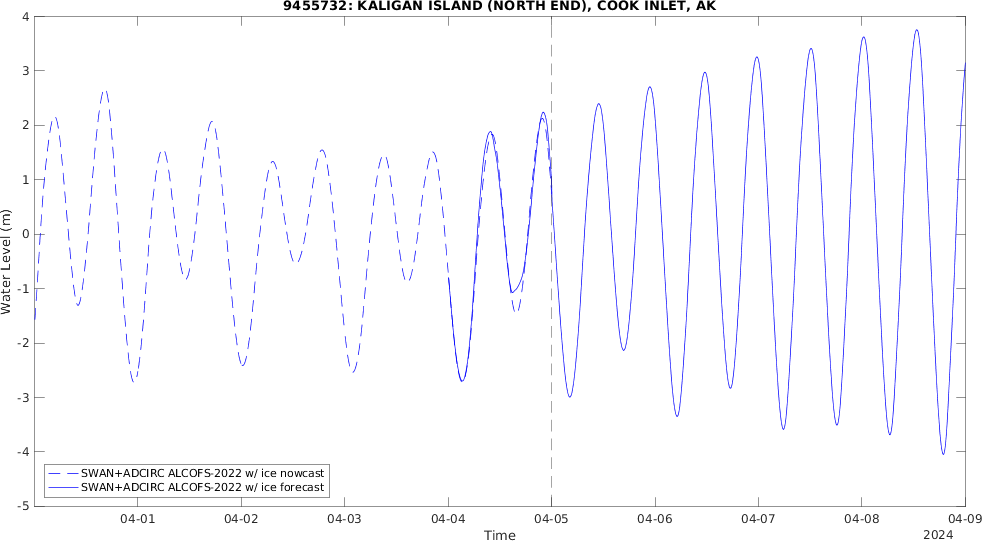 9455732: KALIGAN ISLAND (NORTH END), COOK INLET, AK
4
3
2
1
0
-1
-2
-3
-4
-5
Water Level (m)
SWAN+ADCIRC ALCOFS-2022 w/ ice nowcast
SWAN+ADCIRC ALCOFS-2022 w/ ice forecast
04-01 04-02 04-03 04-04 04-05 04-06 04-07 04-08 04-09
Time
2024